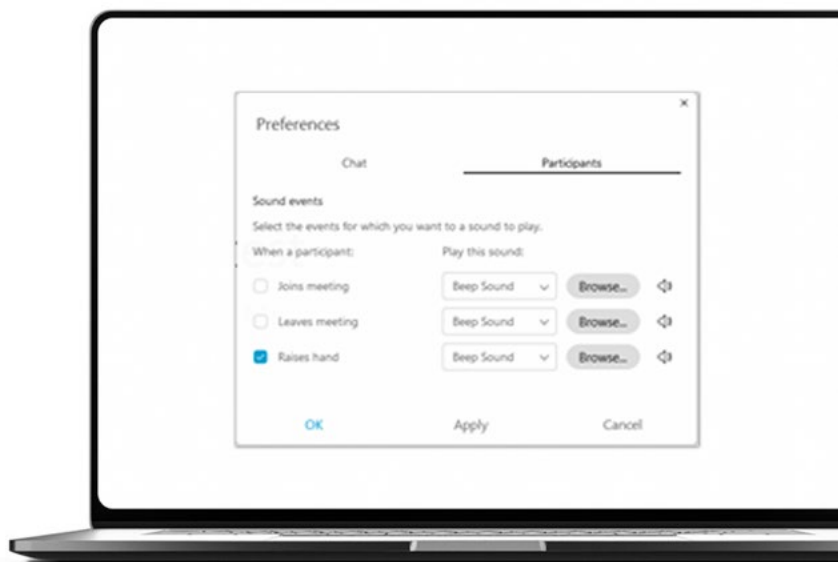 Preferences
Chat Participants
Sound events
Select the events for which you want to a sound to play.
When a participant: Play this sound:
Joins meeting Beep Sound Browse...
Leaves meeting Beep Sound Browse...
Raises hand Beep Sound Browse...
OK Apply Cancel